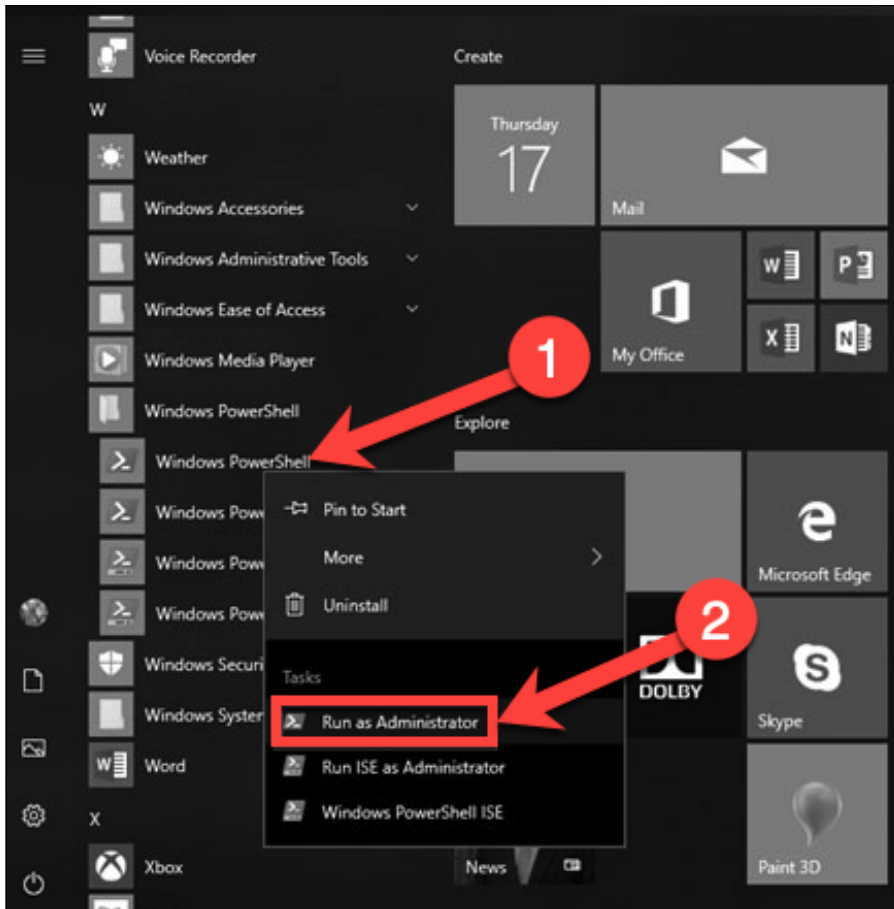 Voice Recorder
W
Weather
Windows Accessories
Windows Administrative Tools
Windows Ease of Access
Windows Media Player
Windows PowerShell
Windows PowerShell
Windows Pow
Windows Pow
Windows Pow
Windows Securi
Windows System
Word
X
Xbox
1
Pin to Start
More
Uninstall
Tasks
Run as Administrator
Run ISE as Administrator
Windows PowerShell ISE
2
Create
Thursday
17
Mail
My Office
W
P
X
N
Explore
Microsoft Edge
DOLBY
Skype
News
Paint 3D